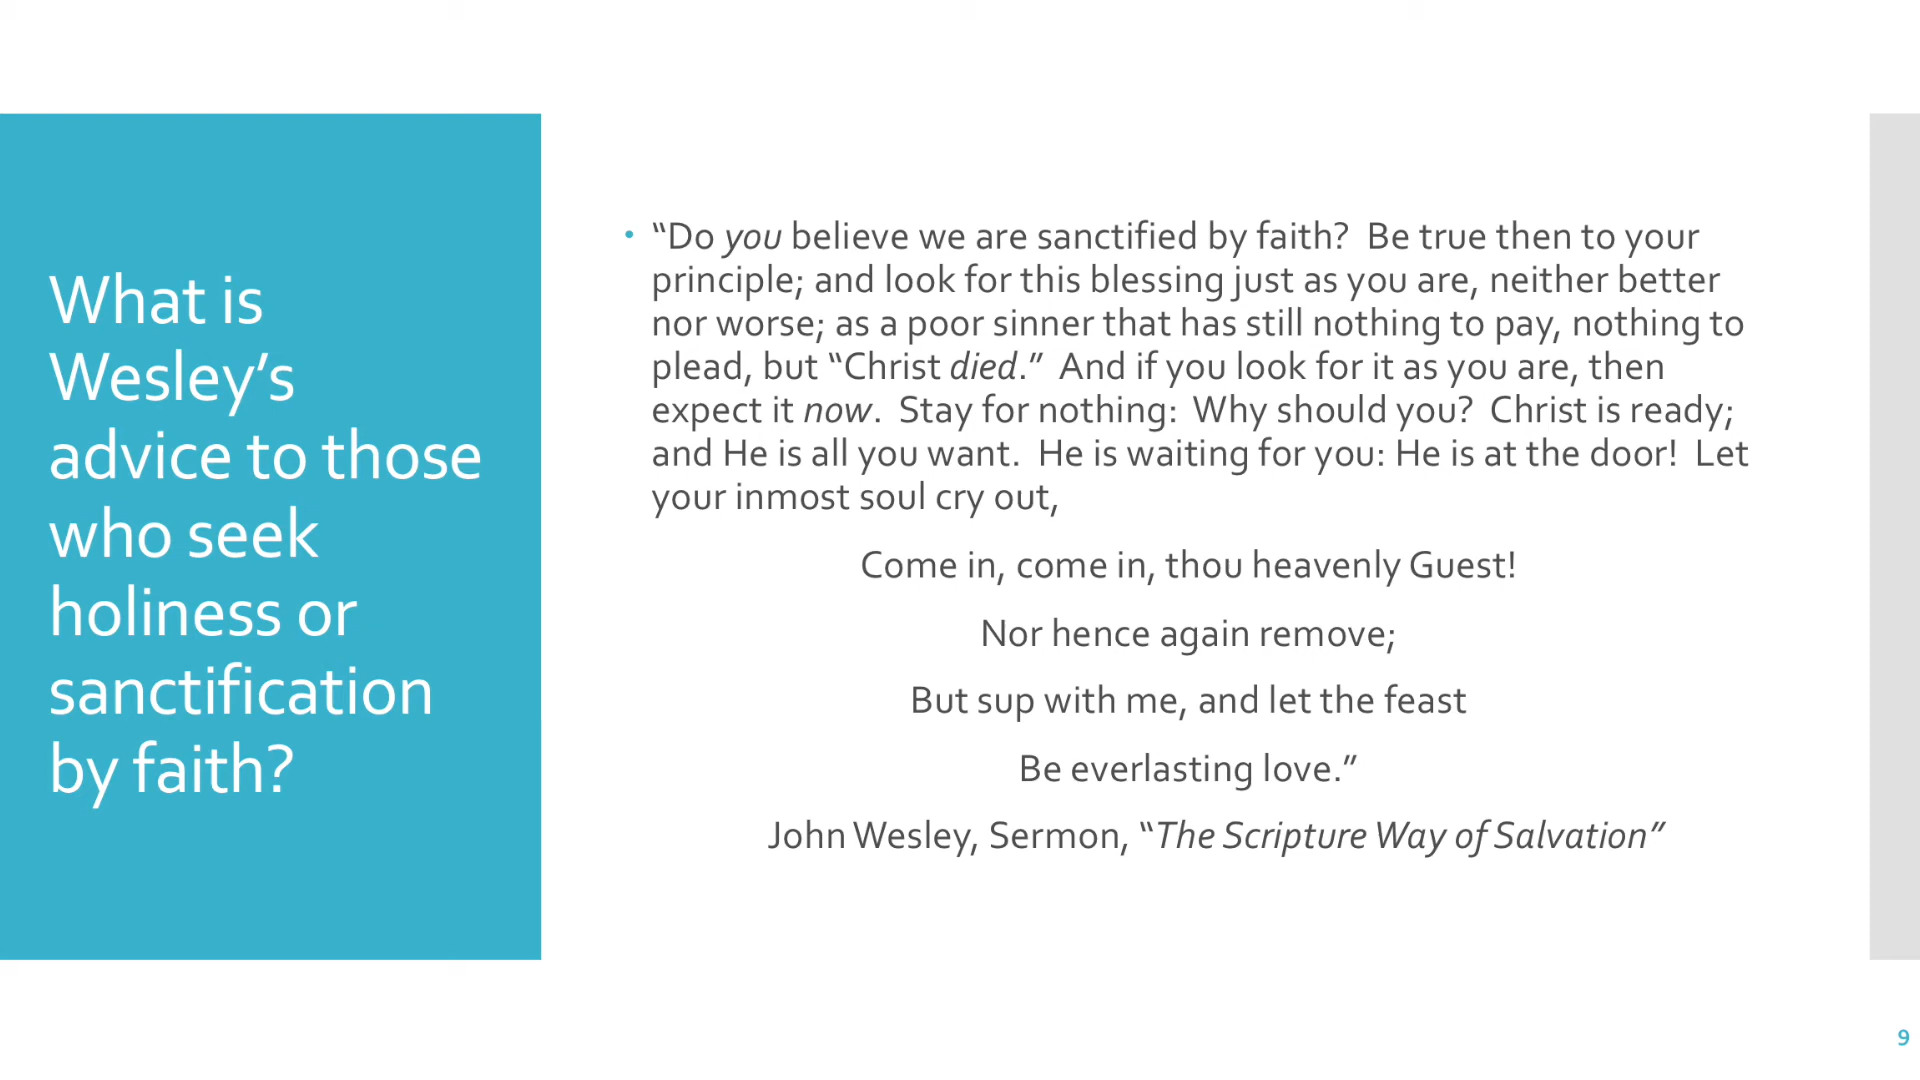 What is
Wesley’s
advice to those
who seek
holiness or
sanctification
by faith?
• “Do you believe we are sanctified by faith?  Be true then to your
principle; and look for this blessing just as you are, neither better
nor worse; as a poor sinner that has still nothing to pay, nothing to
plead, but “Christ died.”  And if you look for it as you are, then
expect it now.  Stay for nothing:  Why should you?  Christ is ready;
and He is all you want.  He is waiting for you: He is at the door!  Let
your inmost soul cry out,
Come in, come in, thou heavenly Guest!
Nor hence again remove;
But sup with me, and let the feast
Be everlasting love.”
John Wesley, Sermon, “The Scripture Way of Salvation”
9